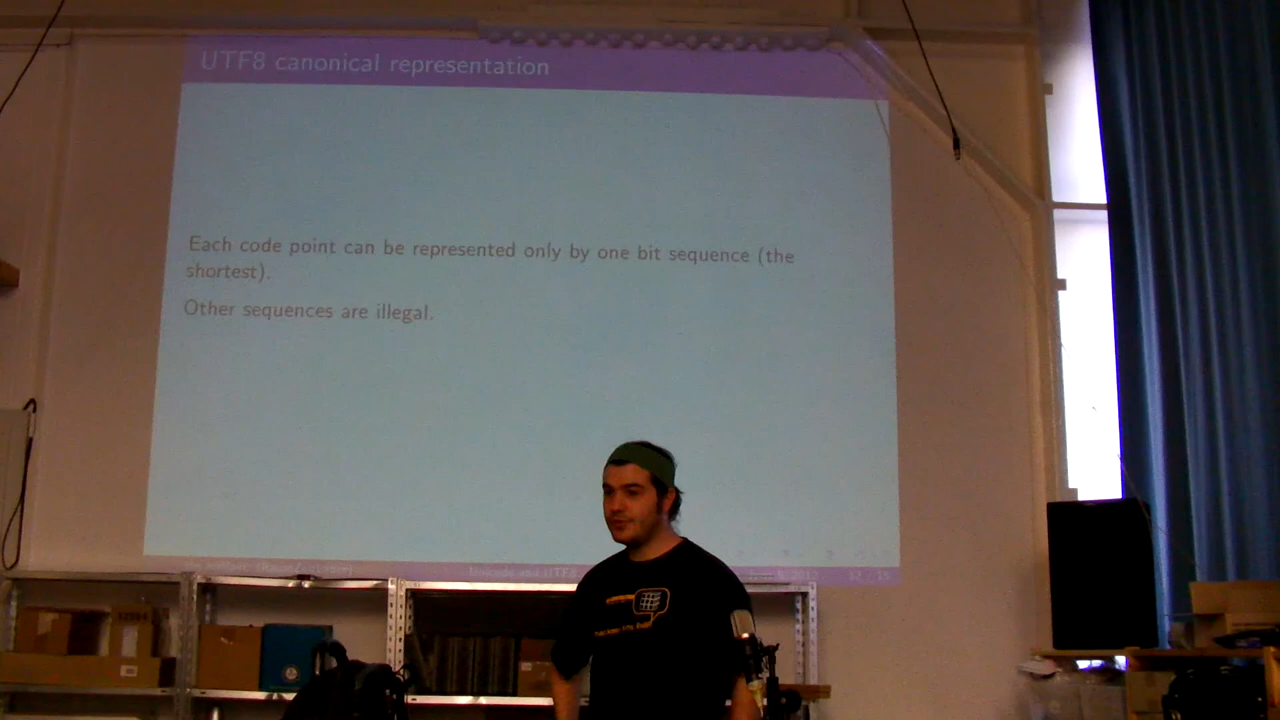 UTF8 canonical representation
Each code point can be represented only by one bit sequence (the
shortest).
Other sequences are illegal.